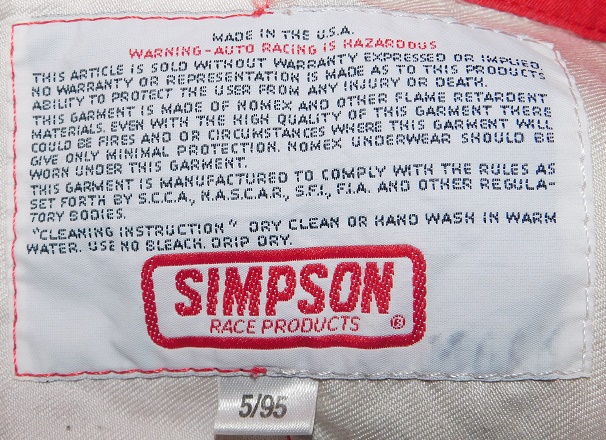 MADE IN THE U.S.A.
WARNING-AUTO RACING IS HAZARDOUS
THIS ARTICLE IS SOLD WITHOUT WARRANTY EXPRESSED OR IMPLIED.
NO WARRANTY OR REPRESENTATION IS MADE AS TO THIS PRODUCTS
ABILITY TO PROTECT THE USER FROM ANY INJURY OR DEATH.
THIS GARMENT IS MADE OF NOMEX AND OTHER FLAME RETARDENT
MATERIALS. EVEN WITH THE HIGH QUALITY OF THIS GARMENT THERE
COULD BE FIRES AND OR CIRCUMSTANCES WHERE THIS GARMENT WILL
GIVE ONLY MINIMAL PROTECTION. NOMEX UNDERWEAR SHOULD BE
WORN UNDER THIS GARMENT.
THIS GARMENT IS MANUFACTURED TO COMPLY WITH THE RULES AS
SET FORTH BY S.C.C.A., N.A.S.C.A.R., S.F.I., F.I.A. AND OTHER REGULA-
TORY BODIES.
"CLEANING INSTRUCTION" DRY CLEAN OR HAND WASH IN WARM
WATER. USE NO BLEACH. DRIP DRY.
SIMPSON
RACE PRODUCTS ®
5/95